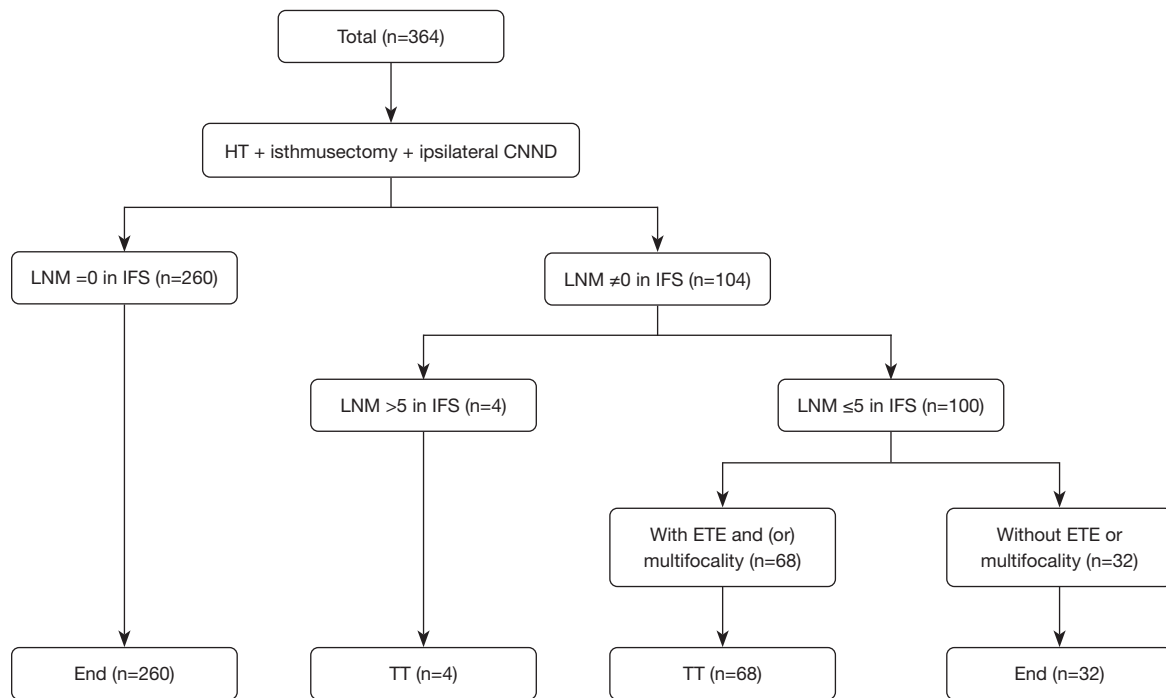 Total (n=364)
HT + isthmusectomy + ipsilateral CNND
LNM =0 in IFS (n=260)
LNM ≠0 in IFS (n=104)
LNM >5 in IFS (n=4)
LNM ≤5 in IFS (n=100)
With ETE and (or)
multifocality (n=68)
Without ETE or
multifocality (n=32)
End (n=260)
TT (n=4)
TT (n=68)
End (n=32)